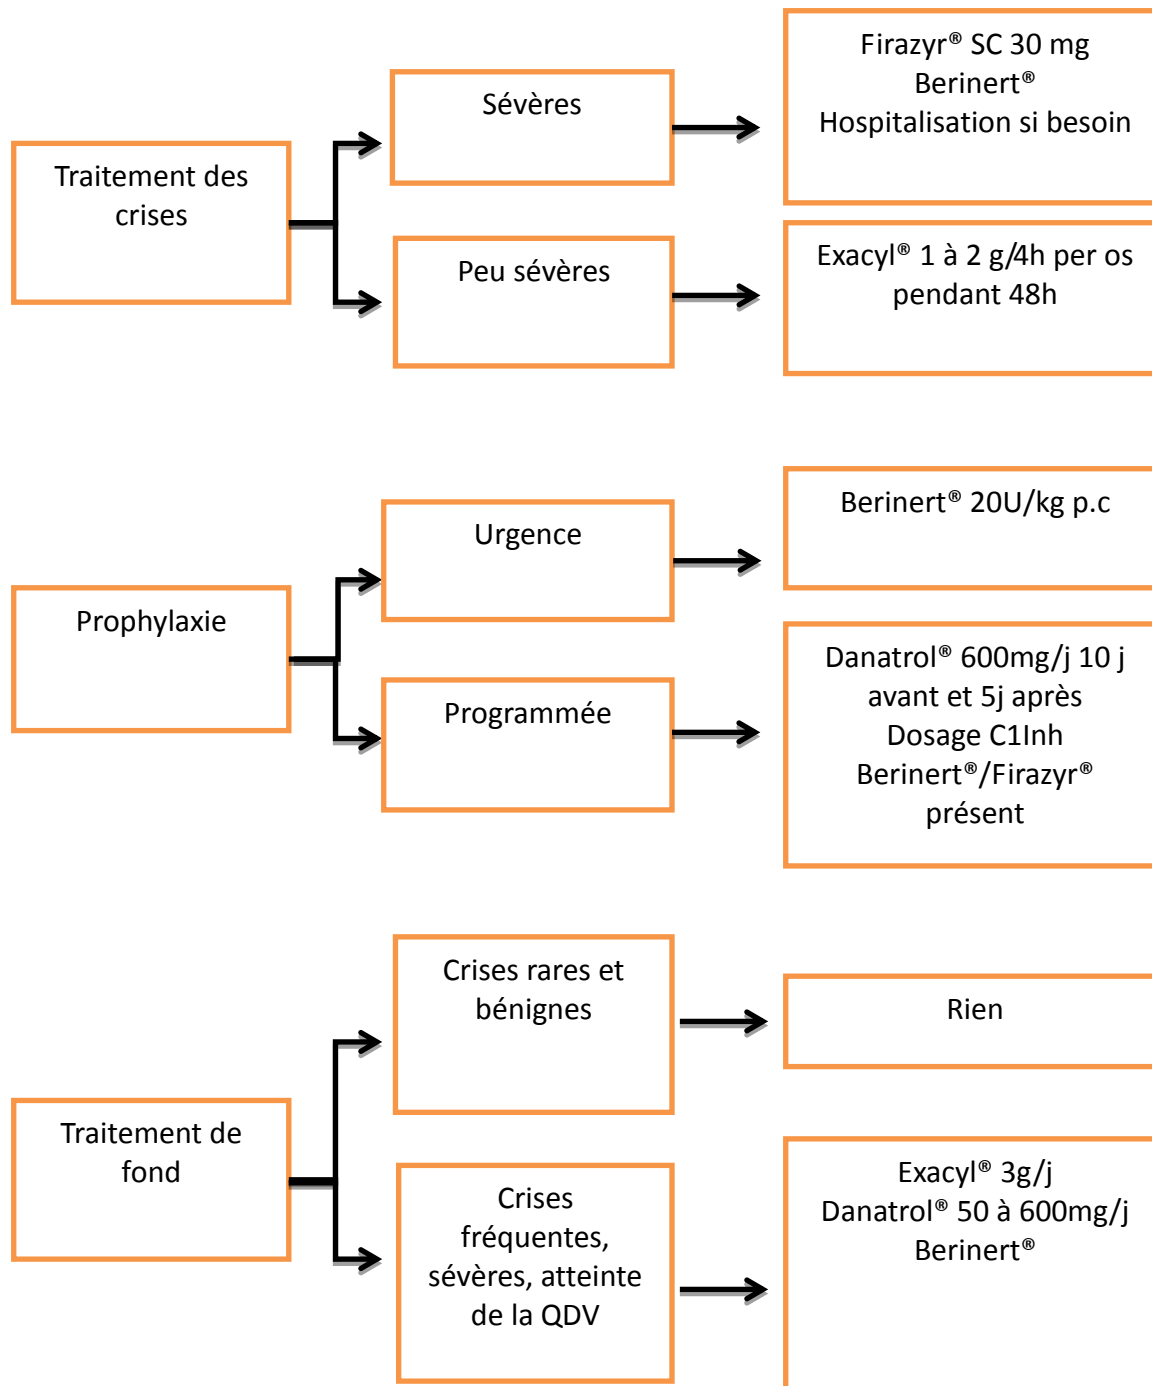 Traitement des
crises
Sévères
Firazyr® SC 30 mg
Berinert®
Hospitalisation si besoin
Peu sévères
Exacyl® 1 à 2 g/4h per os
pendant 48h
Prophylaxie
Urgence
Berinert® 20U/kg p.c
Programmée
Danatrol® 600mg/j 10 j
avant et 5j après
Dosage C1Inh
Berinert®/Firazyr®
présent
Traitement de
fond
Crises rares et
bénignes
Rien
Crises
fréquentes,
sévères, atteinte
de la QDV
Exacyl® 3g/j
Danatrol® 50 à 600mg/j
Berinert®